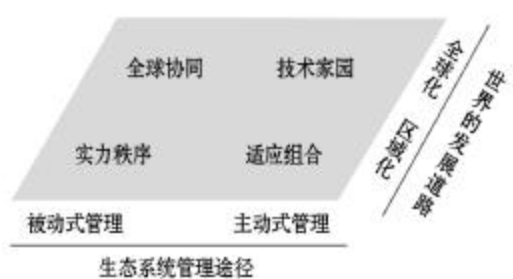 全球协同
技术家园
实力秩序
适应组合
全球化
区域化
世界的发展道路
被动式管理
主动式管理
生态系统管理途径